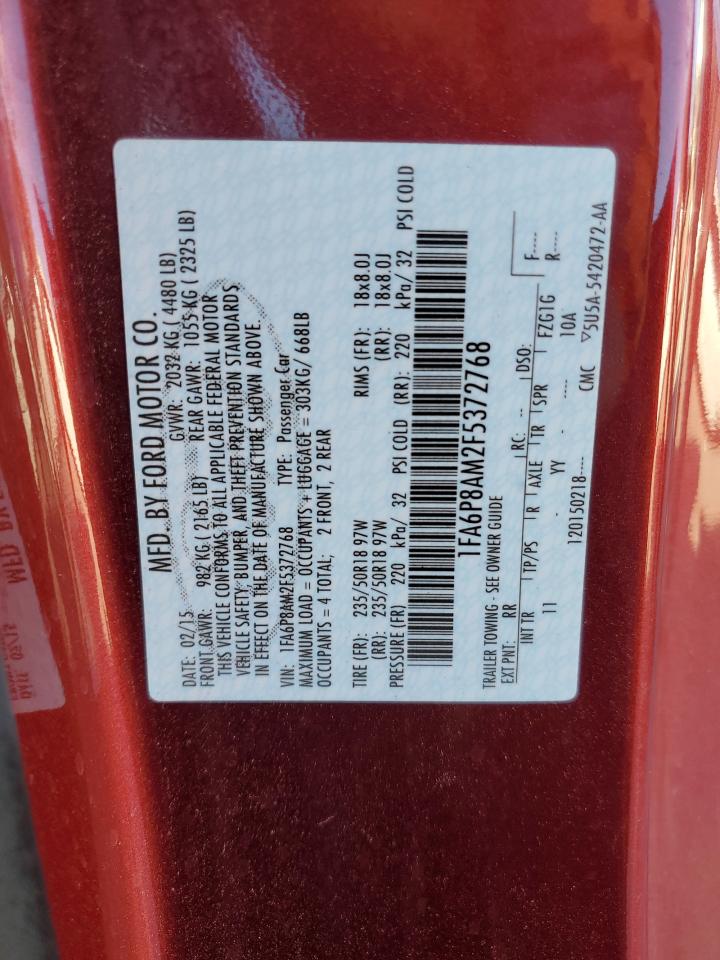 MFD. BY FORD MOTOR CO.
DATE: 02/15 GVWR: 2032 KG ( 4480 LB)
FRONT GAWR: 982 KG ( 2165 LB) REAR GAWR: 1055 KG ( 2325 LB)
THIS VEHICLE CONFORMS TO ALL APPLICABLE FEDERAL MOTOR
VEHICLE SAFETY, BUMPER, AND THEFT PREVENTION STANDARDS
IN EFFECT ON THE DATE OF MANUFACTURE SHOWN ABOVE.
VIN: 1FA6P8AM2F5372768 TYPE: Passenger Car
MAXIMUM LOAD = OCCUPANTS + LUGGAGE = 303KG/ 668LB
OCCUPANTS = 4 TOTAL; 2 FRONT, 2 REAR
TIRE (FR): 235/50R18 97W RIMS (FR): 18x8.0J
(RR): 235/50R18 97W (RR): 18x8.0J
PRESSURE (FR) 220 kPa/ 32 PSI COLD (RR): 220 kPa/ 32 PSI COLD
1FA6P8AM2F5372768
TRAILER TOWING - SEE OWNER GUIDE
EXT PNT: RR RC: -- DSO: F----
INT TR TP/PS R AXLE TR SPR FZG1G R----
11 - YY - ---- 10A
120150218---- CMC ▽5U5A-5420472-AA